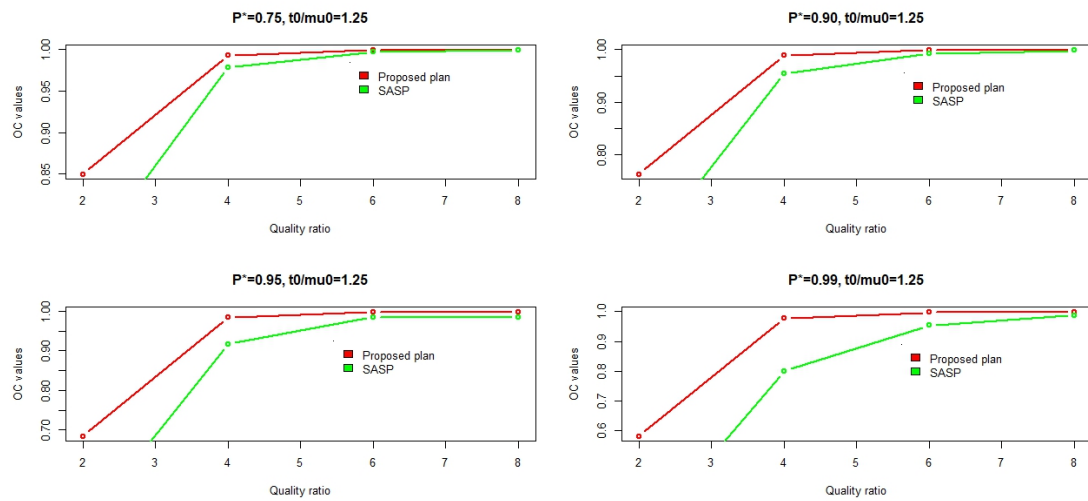 P*=0.75, t0/mu0=1.25
OC values
0.85 0.90 0.95 1.00
Proposed plan
SASP
2 3 4 5 6 7 8
Quality ratio
P*=0.90, t0/mu0=1.25
OC values
0.80 0.90 1.00
Proposed plan
SASP
2 3 4 5 6 7 8
Quality ratio
P*=0.95, t0/mu0=1.25
OC values
0.70 0.80 0.90 1.00
Proposed plan
SASP
2 3 4 5 6 7 8
Quality ratio
P*=0.99, t0/mu0=1.25
OC values
0.6 0.7 0.8 0.9 1.0
Proposed plan
SASP
2 3 4 5 6 7 8
Quality ratio